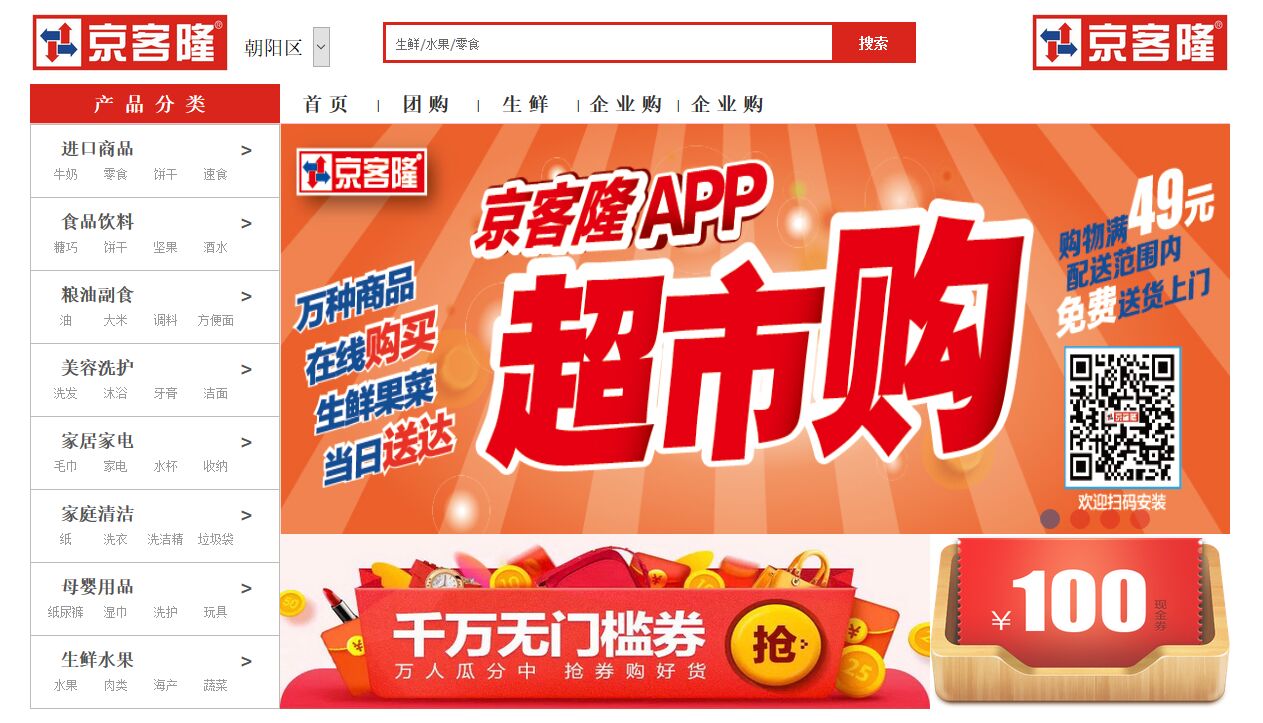 京客隆®
朝阳区
生鲜/水果/零食
搜索
京客隆®
产品分类
首页 | 团购 | 生鲜 | 企业购 | 企业购
进口商品 >
牛奶 零食 饼干 速食
食品饮料 >
糖巧 饼干 坚果 酒水
粮油副食 >
油 大米 调料 方便面
美容洗护 >
洗发 沐浴 牙膏 洁面
家居家电 >
毛巾 家电 水杯 收纳
家庭清洁 >
纸 洗衣 洗洁精 垃圾袋
母婴用品 >
纸尿裤 湿巾 洗护 玩具
生鲜水果 >
水果 肉类 海产 蔬菜
京客隆
京客隆APP
超市购
万种商品
在线购买
生鲜果菜
当日送达
购物满49元
配送范围内
免费送货上门
京客隆
欢迎扫码安装
千万无门槛券
万人瓜分中 抢券购好货
抢
¥100
现金券